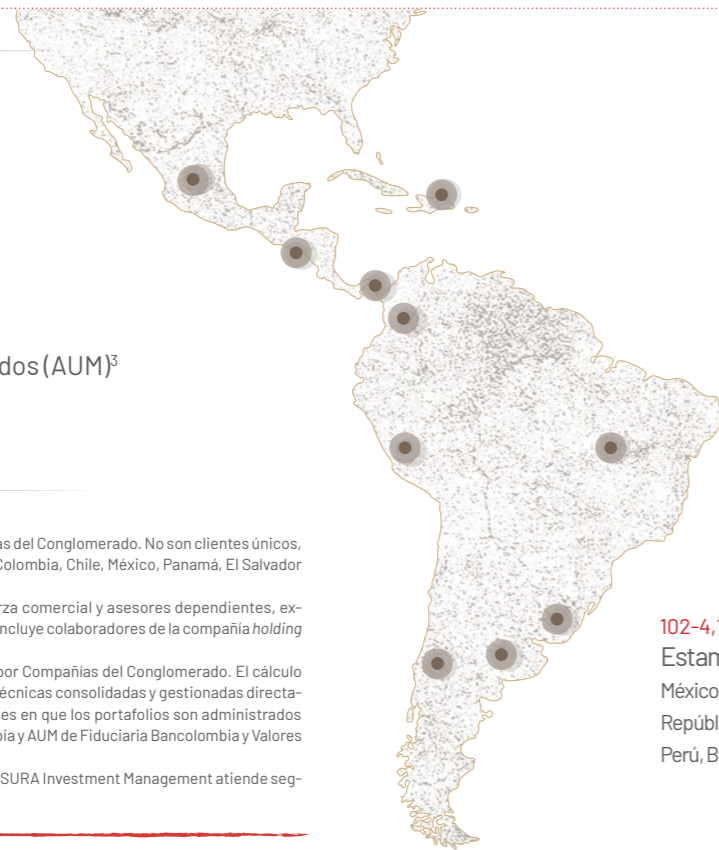 dos (AUM)³
as del Conglomerado. No son clientes únicos,
Colombia, Chile, México, Panamá, El Salvador
rza comercial y asesores dependientes, ex-
ncluye colaboradores de la compañía holding
por Compañías del Conglomerado. El cálculo
écnicas consolidadas y gestionadas directa-
ses en que los portafolios son administrados
bia y AUM de Fiduciaria Bancolombia y Valores
SURA Investment Management atiende seg-
102-4,
Estam
México
Repúbl
Perú, B